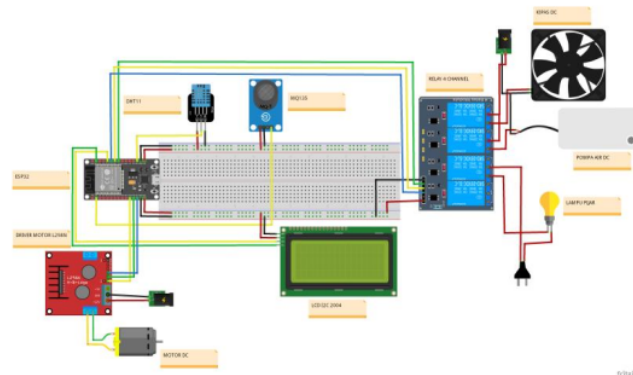 KIPAS DC
RELAY 4 CHANNEL
DHT11
MQ135
POMPA AIR DC
ESP32
LAMPU PIJAR
DRIVER MOTOR L298N
LCD I2C 2004
MOTOR DC